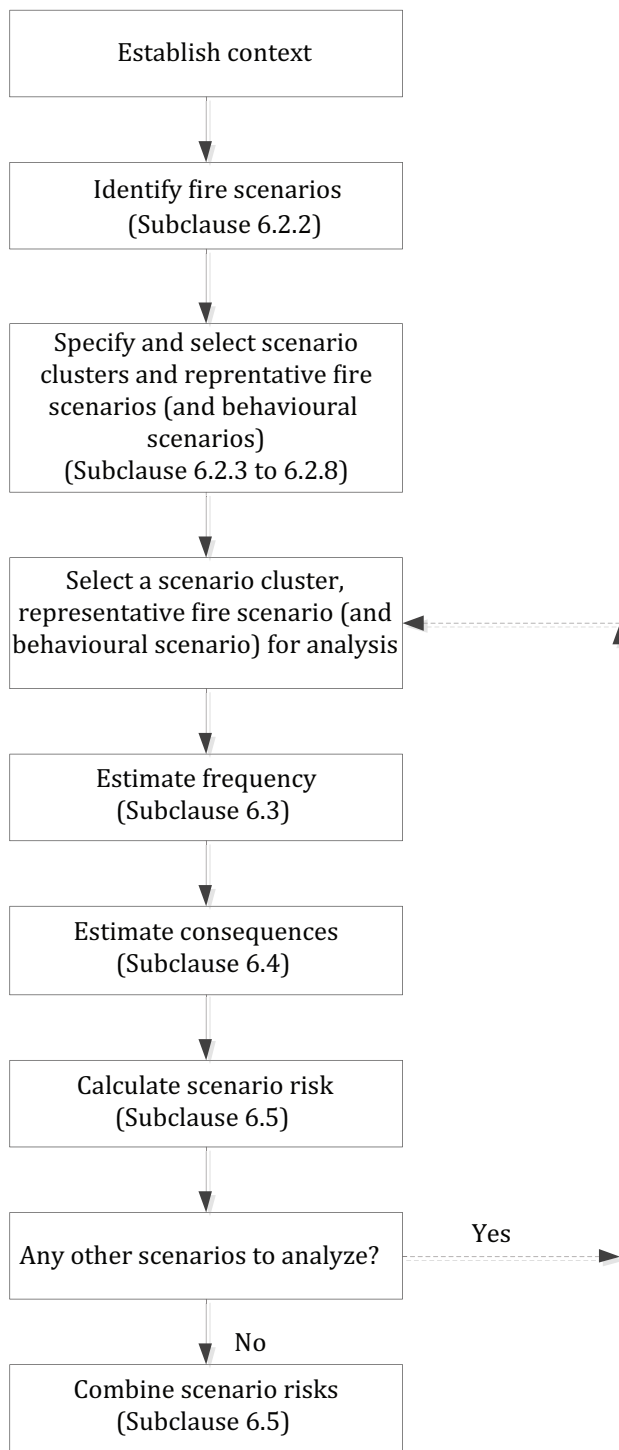 Establish context
Identify fire scenarios
(Subclause 6.2.2)
Specify and select scenario
clusters and reprentative fire
scenarios (and behavioural
scenarios)
(Subclause 6.2.3 to 6.2.8)
Select a scenario cluster,
representative fire scenario (and
behavioural scenario) for analysis
Estimate frequency
(Subclause 6.3)
Estimate consequences
(Subclause 6.4)
Calculate scenario risk
(Subclause 6.5)
Any other scenarios to analyze?
Yes
No
Combine scenario risks
(Subclause 6.5)